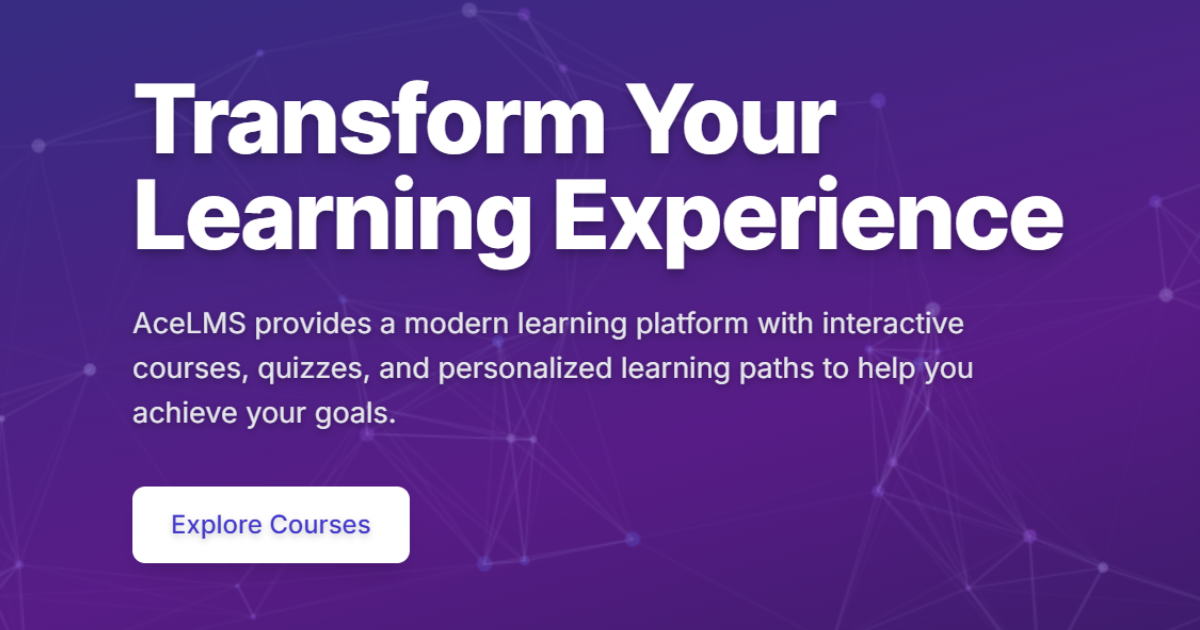 Transform Your
Learning Experience
AceLMS provides a modern learning platform with interactive
courses, quizzes, and personalized learning paths to help you
achieve your goals.
Explore Courses